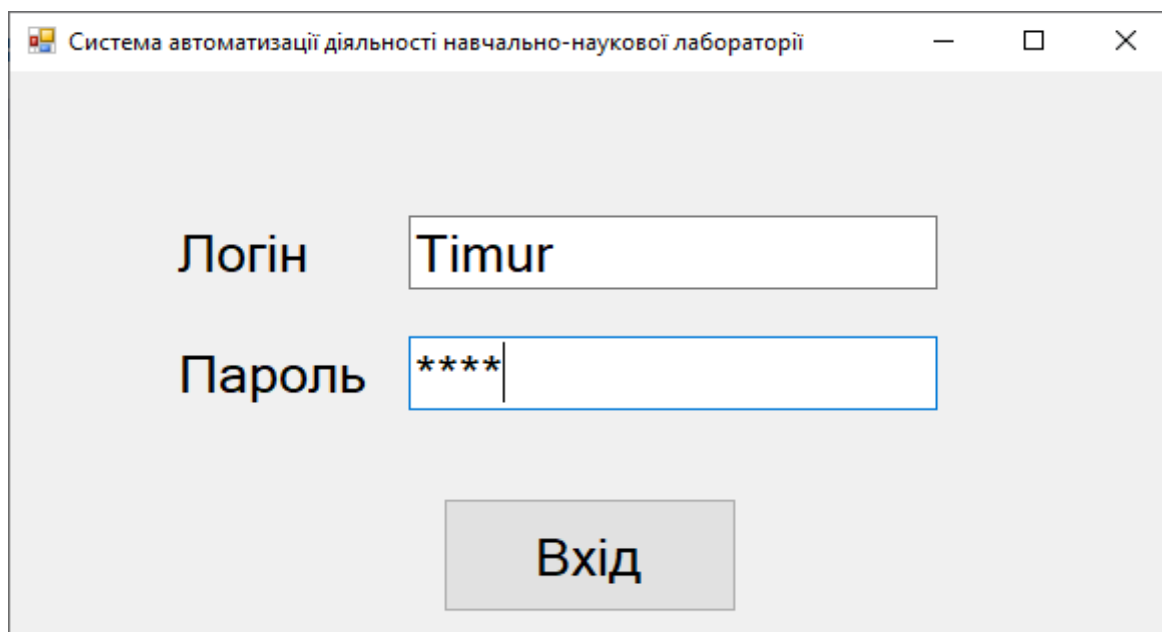 Система автоматизації діяльності навчально-наукової лабораторії
Логін Timur
Пароль ****
Вхід